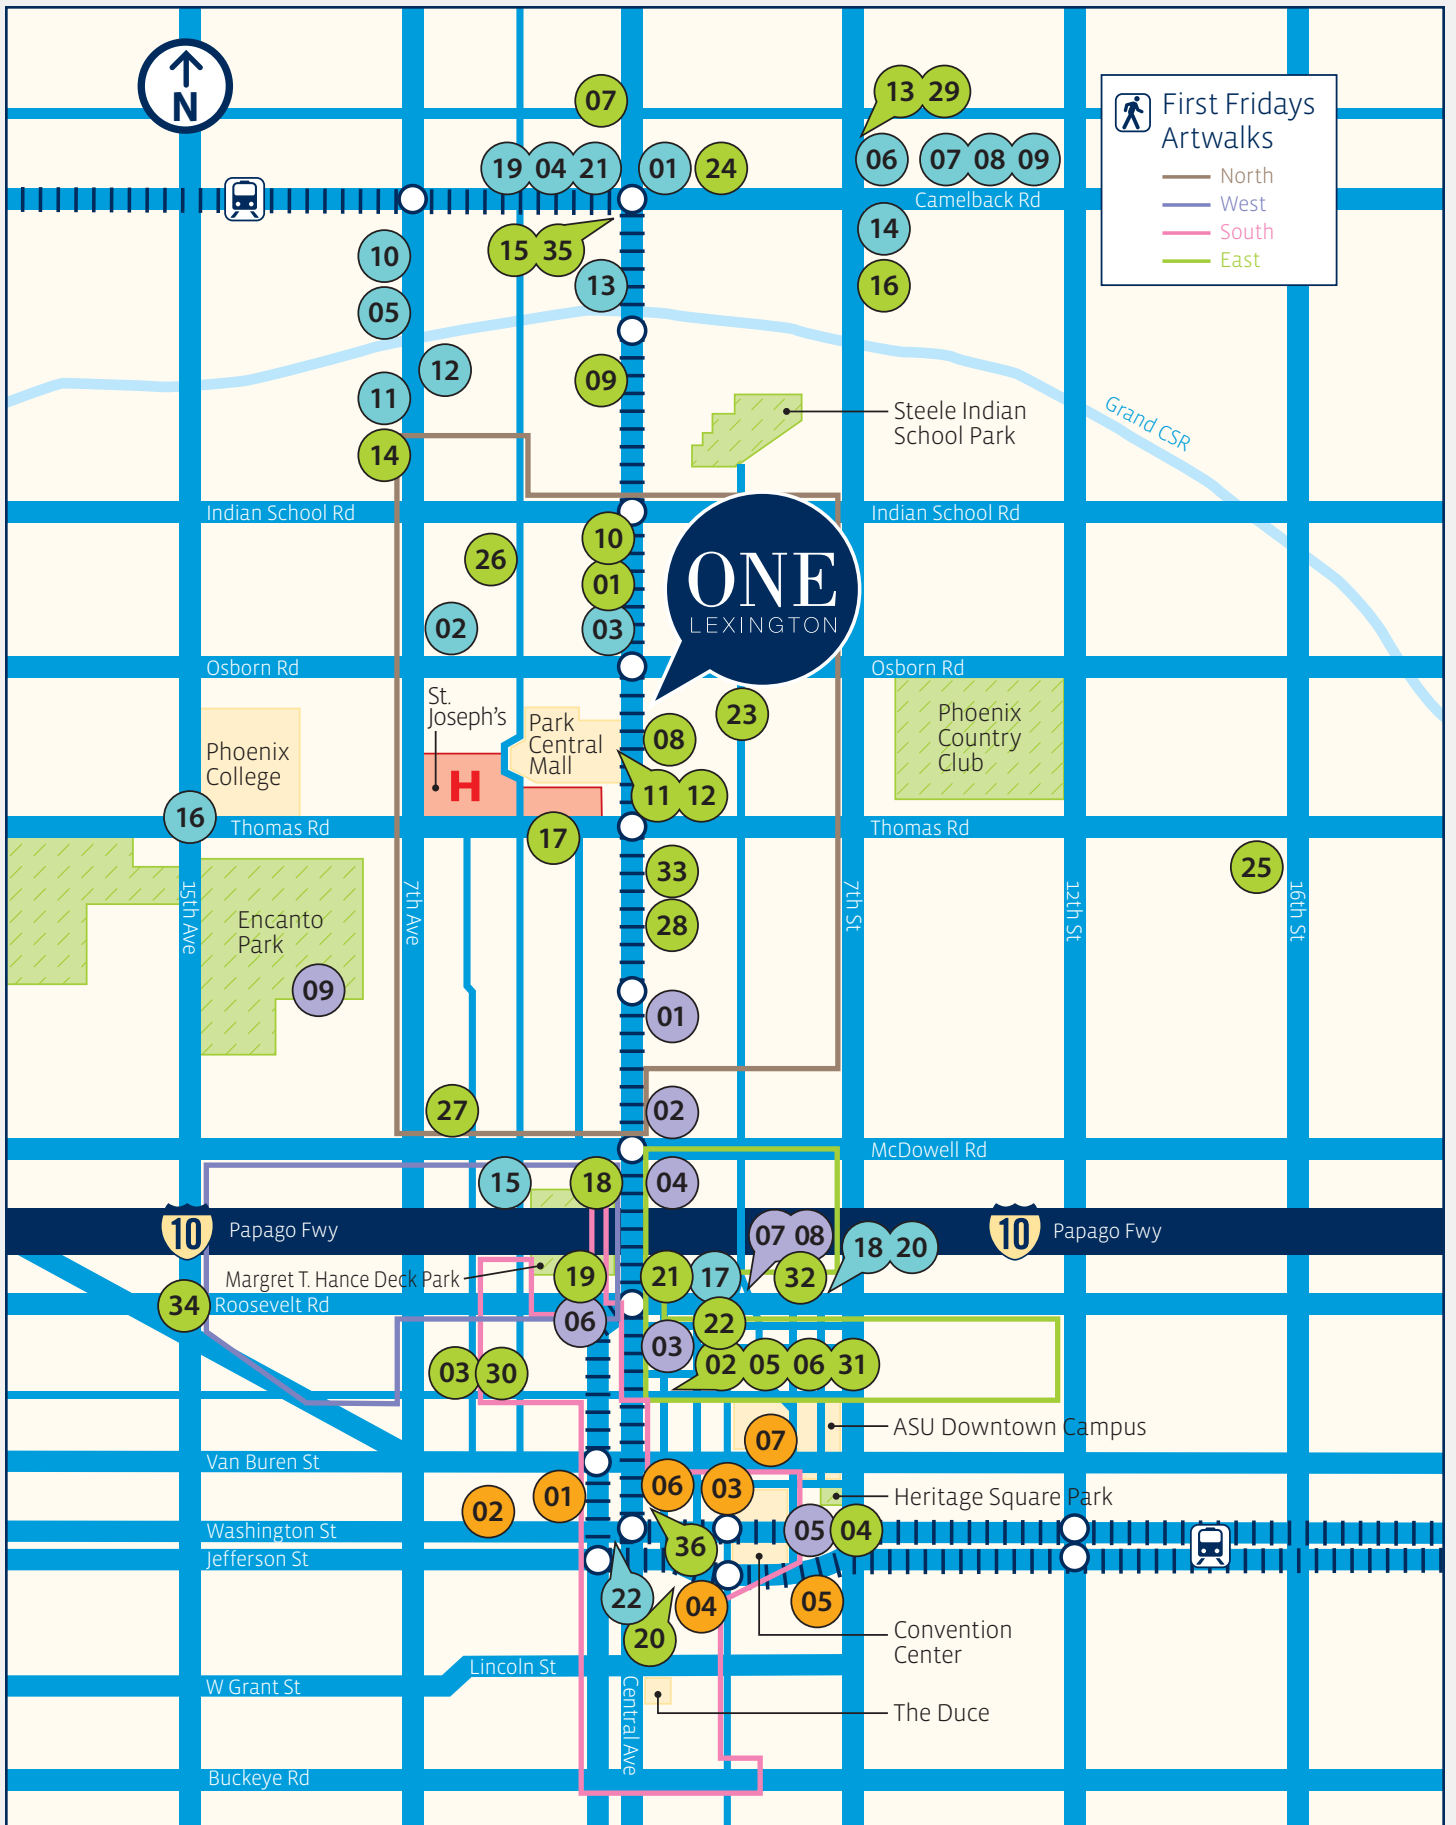 N
07
13 29
First Fridays
Artwalks
North
West
South
East
19 04 21
01
24
06
07 08 09
Camelback Rd
15 35
14
10
13
16
05
12
09
11
Grand CSR
Steele Indian
School Park
14
Indian School Rd
Indian School Rd
10
26
01
ONE
LEXINGTON
02
03
Osborn Rd
Osborn Rd
St.
Joseph's
Park
Central
Mall
23
08
Phoenix
Country
Club
Phoenix
College
H
11 12
16
Thomas Rd
Thomas Rd
17
33
25
15th Ave
7th Ave
7th St
12th St
16th St
28
Encanto
Park
09
01
27
02
McDowell Rd
15
18
04
10
Papago Fwy
07 08
18 20
10
Papago Fwy
Margret T. Hance Deck Park
19
21
17
32
34
Roosevelt Rd
06
22
03
03
30
02 05 06 31
ASU Downtown Campus
07
Van Buren St
06
03
01
02
Heritage Square Park
Washington St
05
04
Jefferson St
36
22
04
05
20
Convention
Center
Lincoln St
W Grant St
Central Ave
The Duce
Buckeye Rd